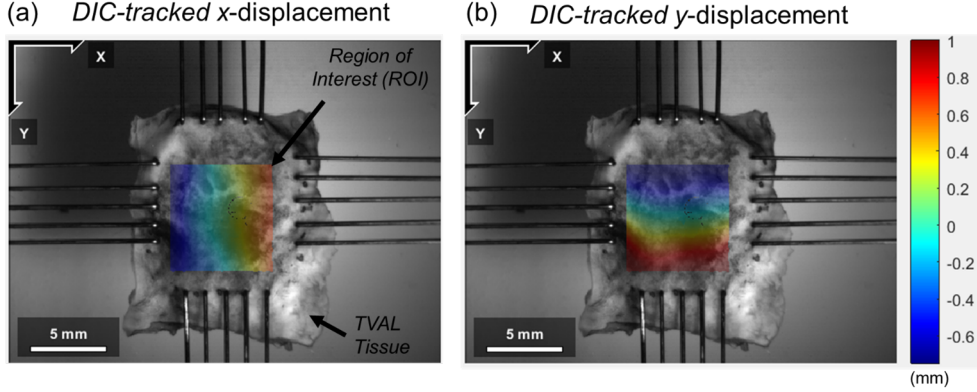 (a) DIC-tracked x-displacement
X
Y
Region of
Interest (ROI)
5 mm
TVAL
Tissue
(b) DIC-tracked y-displacement
X
Y
5 mm
1
0.8
0.6
0.4
0.2
0
-0.2
-0.4
-0.6
(mm)